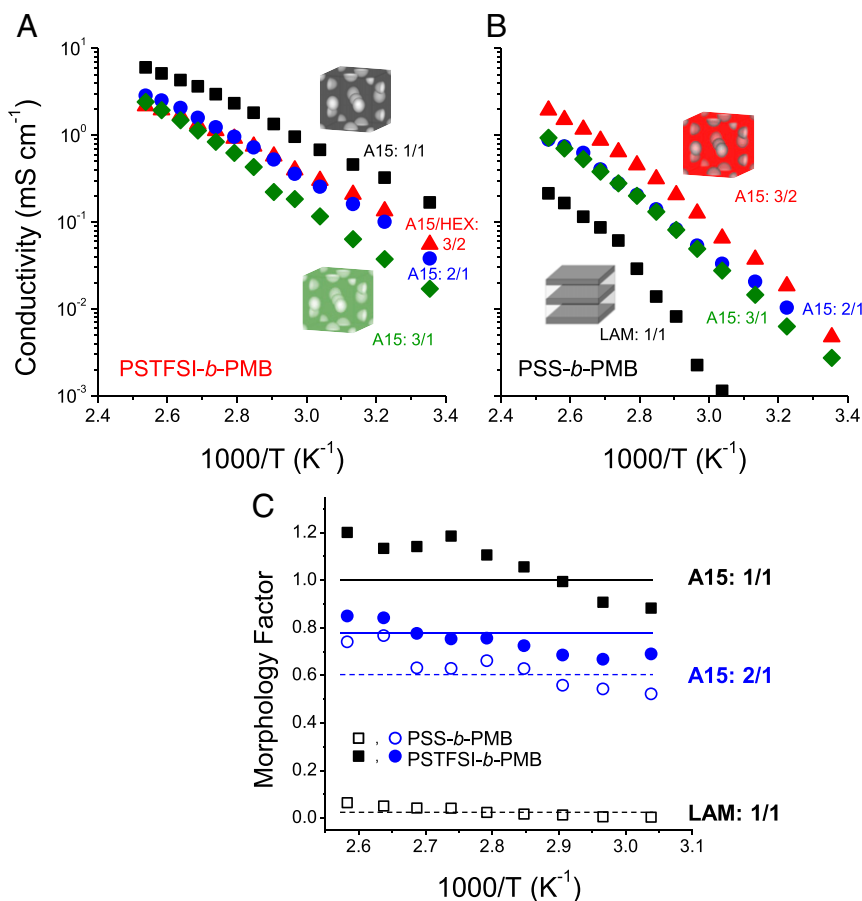 A
B
10¹
10⁰
10⁻¹
10⁻²
10⁻³
Conductivity (mS cm⁻¹)
A15: 1/1
A15/HEX:
3/2
A15: 2/1
A15: 3/1
PSTFSI-b-PMB
2.4 2.6 2.8 3.0 3.2 3.4
1000/T (K⁻¹)
A15: 3/2
A15: 2/1
A15: 3/1
LAM: 1/1
PSS-b-PMB
2.4 2.6 2.8 3.0 3.2 3.4
1000/T (K⁻¹)
C
1.2
1.0
0.8
0.6
0.4
0.2
0.0
Morphology Factor
A15: 1/1
A15: 2/1
, PSS-b-PMB
, PSTFSI-b-PMB
LAM: 1/1
2.6 2.7 2.8 2.9 3.0 3.1
1000/T (K⁻¹)